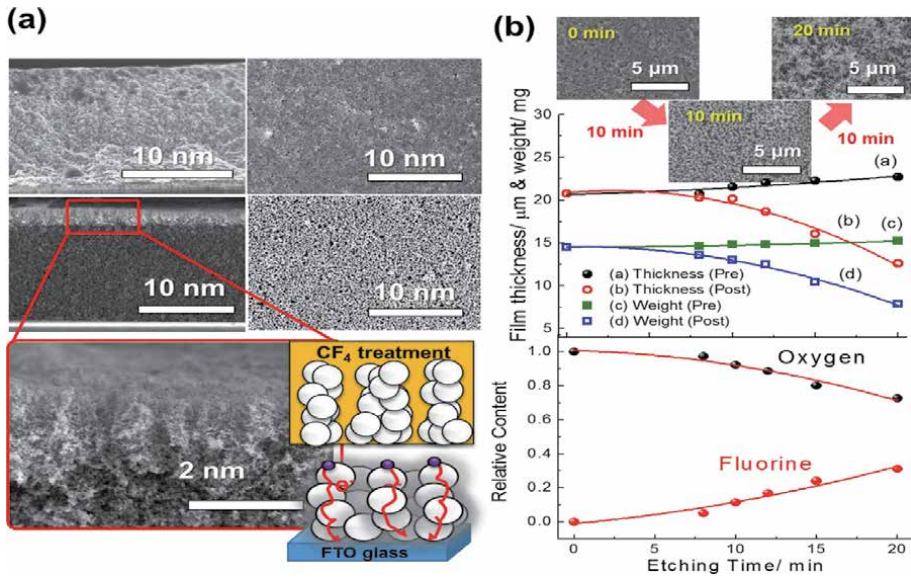 (a)
10 nm
10 nm
10 nm
10 nm
2 nm
CF4 treatment
FTO glass
(b)
0 min
5 µm
20 min
5 µm
10 min
10 min
5 µm
10 min
Film thickness/ µm & weight/ mg
30
25
20
15
10
5
(a)
(b)
(c)
(d)
(a) Thickness (Pre)
(b) Thickness (Post)
(c) Weight (Pre)
(d) Weight (Post)
Relative Content
1.0
0.8
0.4
0.2
0.0
Oxygen
Fluorine
0
5
10
15
20
Etching Time/ min